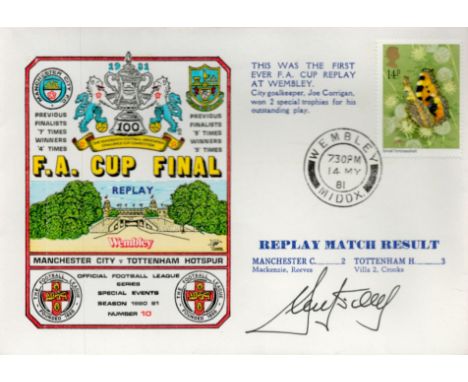 1981
MANCHESTER CITY F.C.
PREVIOUS
FINALISTS
'7' TIMES
WINNERS
'4' TIMES
100
PREVIOUS
FINALISTS
WINNERS
F.A. CUP FINAL
REPLAY
Wembley
MANCHESTER CITY v TOTTENHAM HOTSPUR
OFFICIAL FOOTBALL LEAGUE
SERIES
SPECIAL EVENTS
SEASON 1980 81
NUMBER 10
THE FOOTBALL LEAGUE
FOUNDED 1888
THE FOOTBALL LEAGUE
FOUNDED 1888
THIS WAS THE FIRST
EVER F.A. CUP REPLAY
AT WEMBLEY.
City goalkeeper, Joe Corrigan,
won 2 special trophies for his
outstanding play.
14P
WEMBLEY
7.30PM
14 MY
81
MIDDX.
REPLAY MATCH RESULT
MANCHESTER C........2 TOTTENHAM H........3
Mackenzie, Reeves Villa 2, Crooks